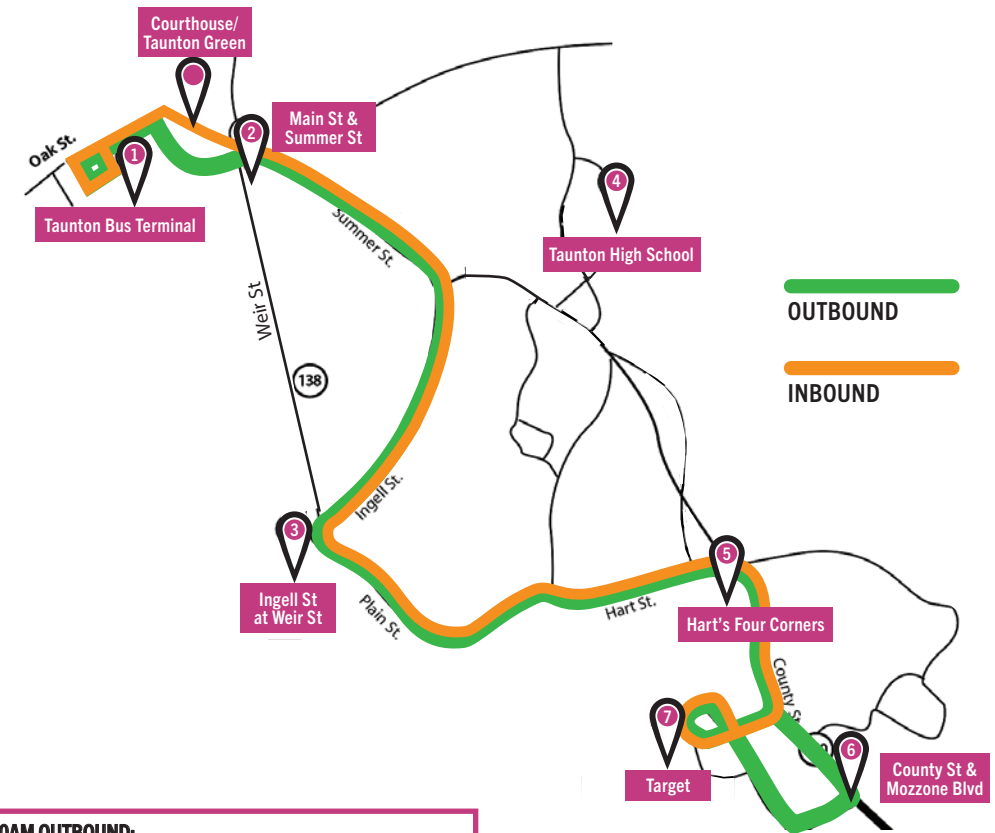 Courthouse/
Taunton Green
2
Main St &
Summer St
Oak St.
1
Taunton Bus Terminal
Summer St.
4
Taunton High School
Weir St
138
OUTBOUND
INBOUND
Ingell St.
3
Ingell St
at Weir St
Plain St.
Hart St.
5
Hart's Four Corners
County St.
7
Target
6
County St &
Mozzone Blvd
OUTBOUND: